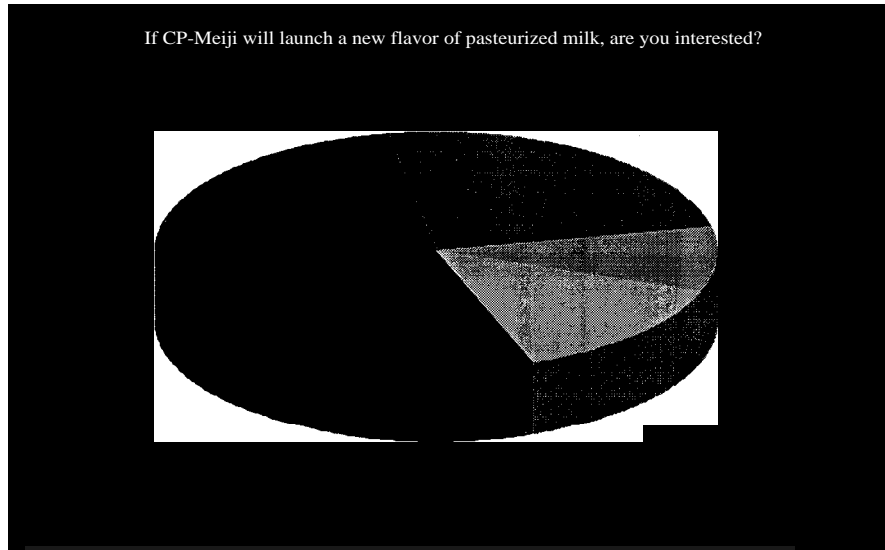 If CP-Meiji will launch a new flavor of pasteurized milk, are you interested?